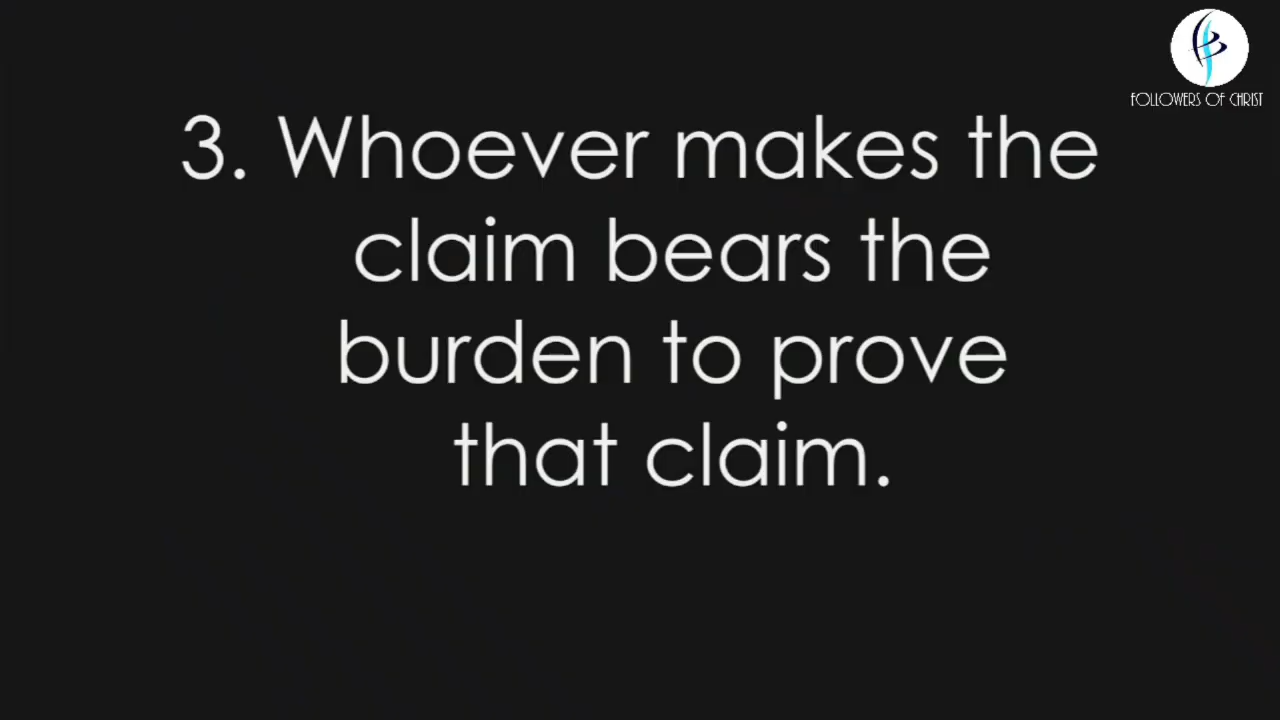 FOLLOWERS OF CHRIST
3. Whoever makes the
claim bears the
burden to prove
that claim.